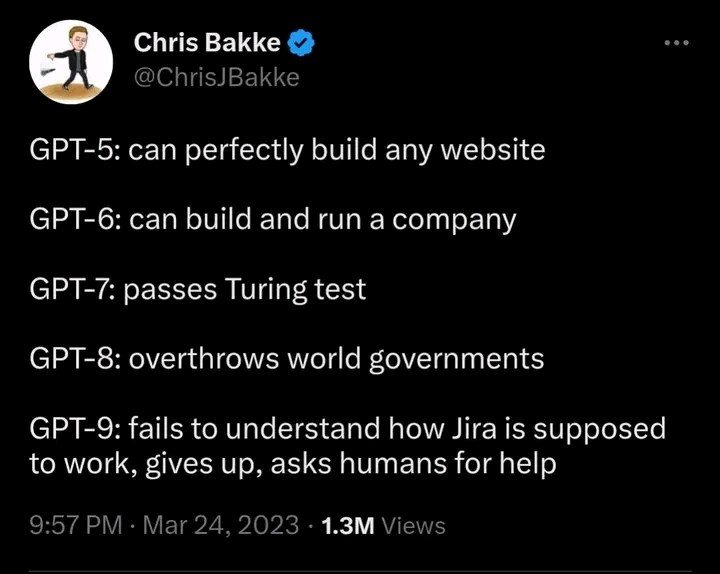 Chris Bakke
@ChrisJBakke
GPT-5: can perfectly build any website
GPT-6: can build and run a company
GPT-7: passes Turing test
GPT-8: overthrows world governments
GPT-9: fails to understand how Jira is supposed
to work, gives up, asks humans for help
9:57 PM · Mar 24, 2023 · 1.3M Views